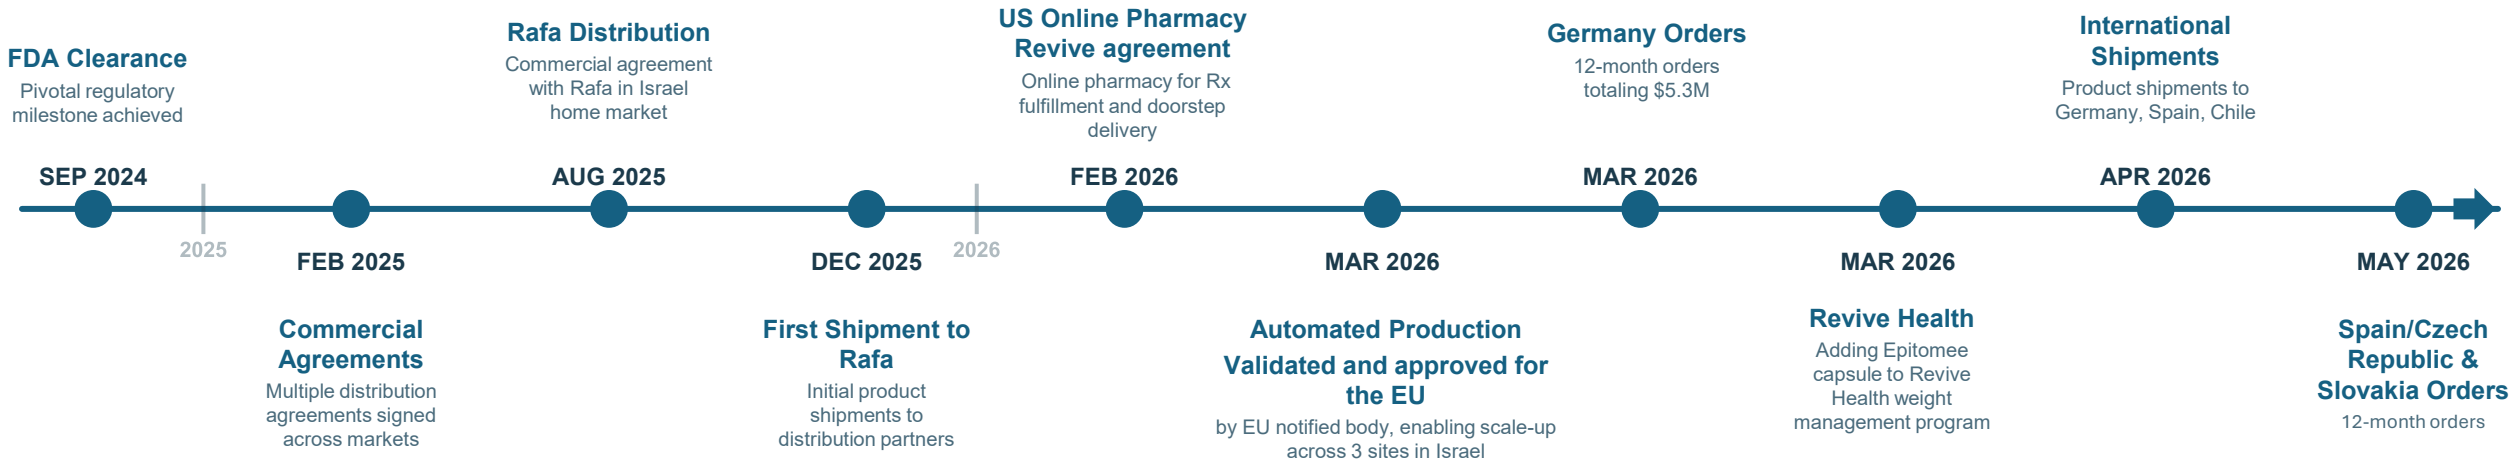 FDA Clearance
Pivotal regulatory
milestone achieved
SEP 2024
2025
FEB 2025
Commercial
Agreements
Multiple distribution
agreements signed
across markets
Rafa Distribution
Commercial agreement
with Rafa in Israel
home market
AUG 2025
DEC 2025
First Shipment to
Rafa
Initial product
shipments to
distribution partners
2026
US Online Pharmacy
Revive agreement
Online pharmacy for Rx
fulfillment and doorstep
delivery
FEB 2026
MAR 2026
Automated Production
Validated and approved for
the EU
by EU notified body, enabling scale-up
across 3 sites in Israel
Germany Orders
12-month orders
totaling $5.3M
MAR 2026
MAR 2026
Revive Health
Adding Epitomee
capsule to Revive
Health weight
management program
International
Shipments
Product shipments to
Germany, Spain, Chile
APR 2026
MAY 2026
Spain/Czech
Republic &
Slovakia Orders
12-month orders